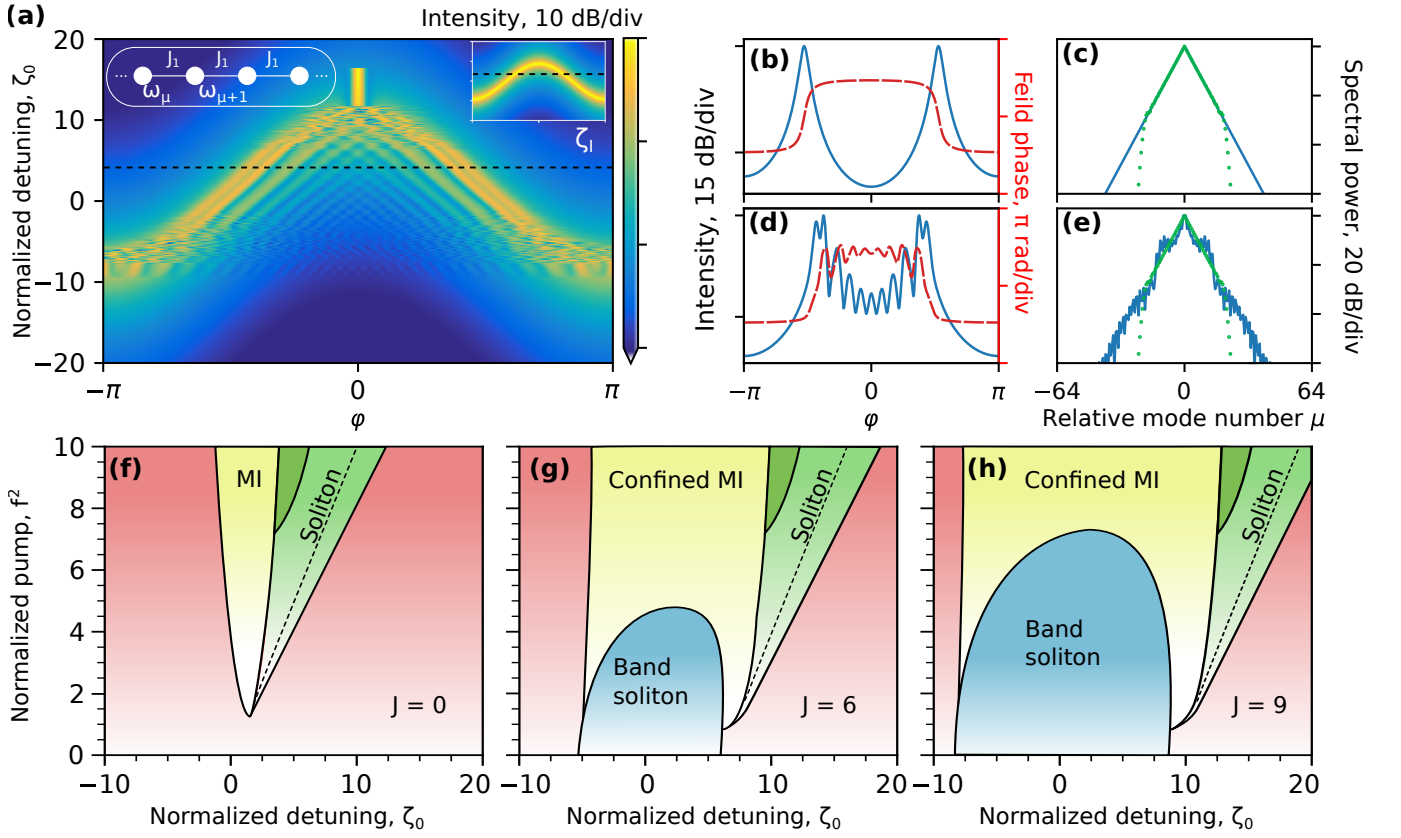 (a)
Intensity, 10 dB/div
Normalized detuning, ζ0
20
10
0
−10
−20
... J1 J1 J1 ...
ωμ ωμ+1
ζl
−π 0 π
φ
(b)
(c)
(d)
(e)
Intensity, 15 dB/div
Feild phase, π rad/div
Spectral power, 20 dB/div
−π 0 π
φ
−64 0 64
Relative mode number μ
(f)
MI
Soliton
J = 0
Normalized pump, f²
10
8
6
4
2
0
−10 0 10 20
Normalized detuning, ζ0
(g)
Confined MI
Soliton
Band
soliton
J = 6
−10 0 10 20
Normalized detuning, ζ0
(h)
Confined MI
Soliton
Band
soliton
J = 9
−10 0 10 20
Normalized detuning, ζ0